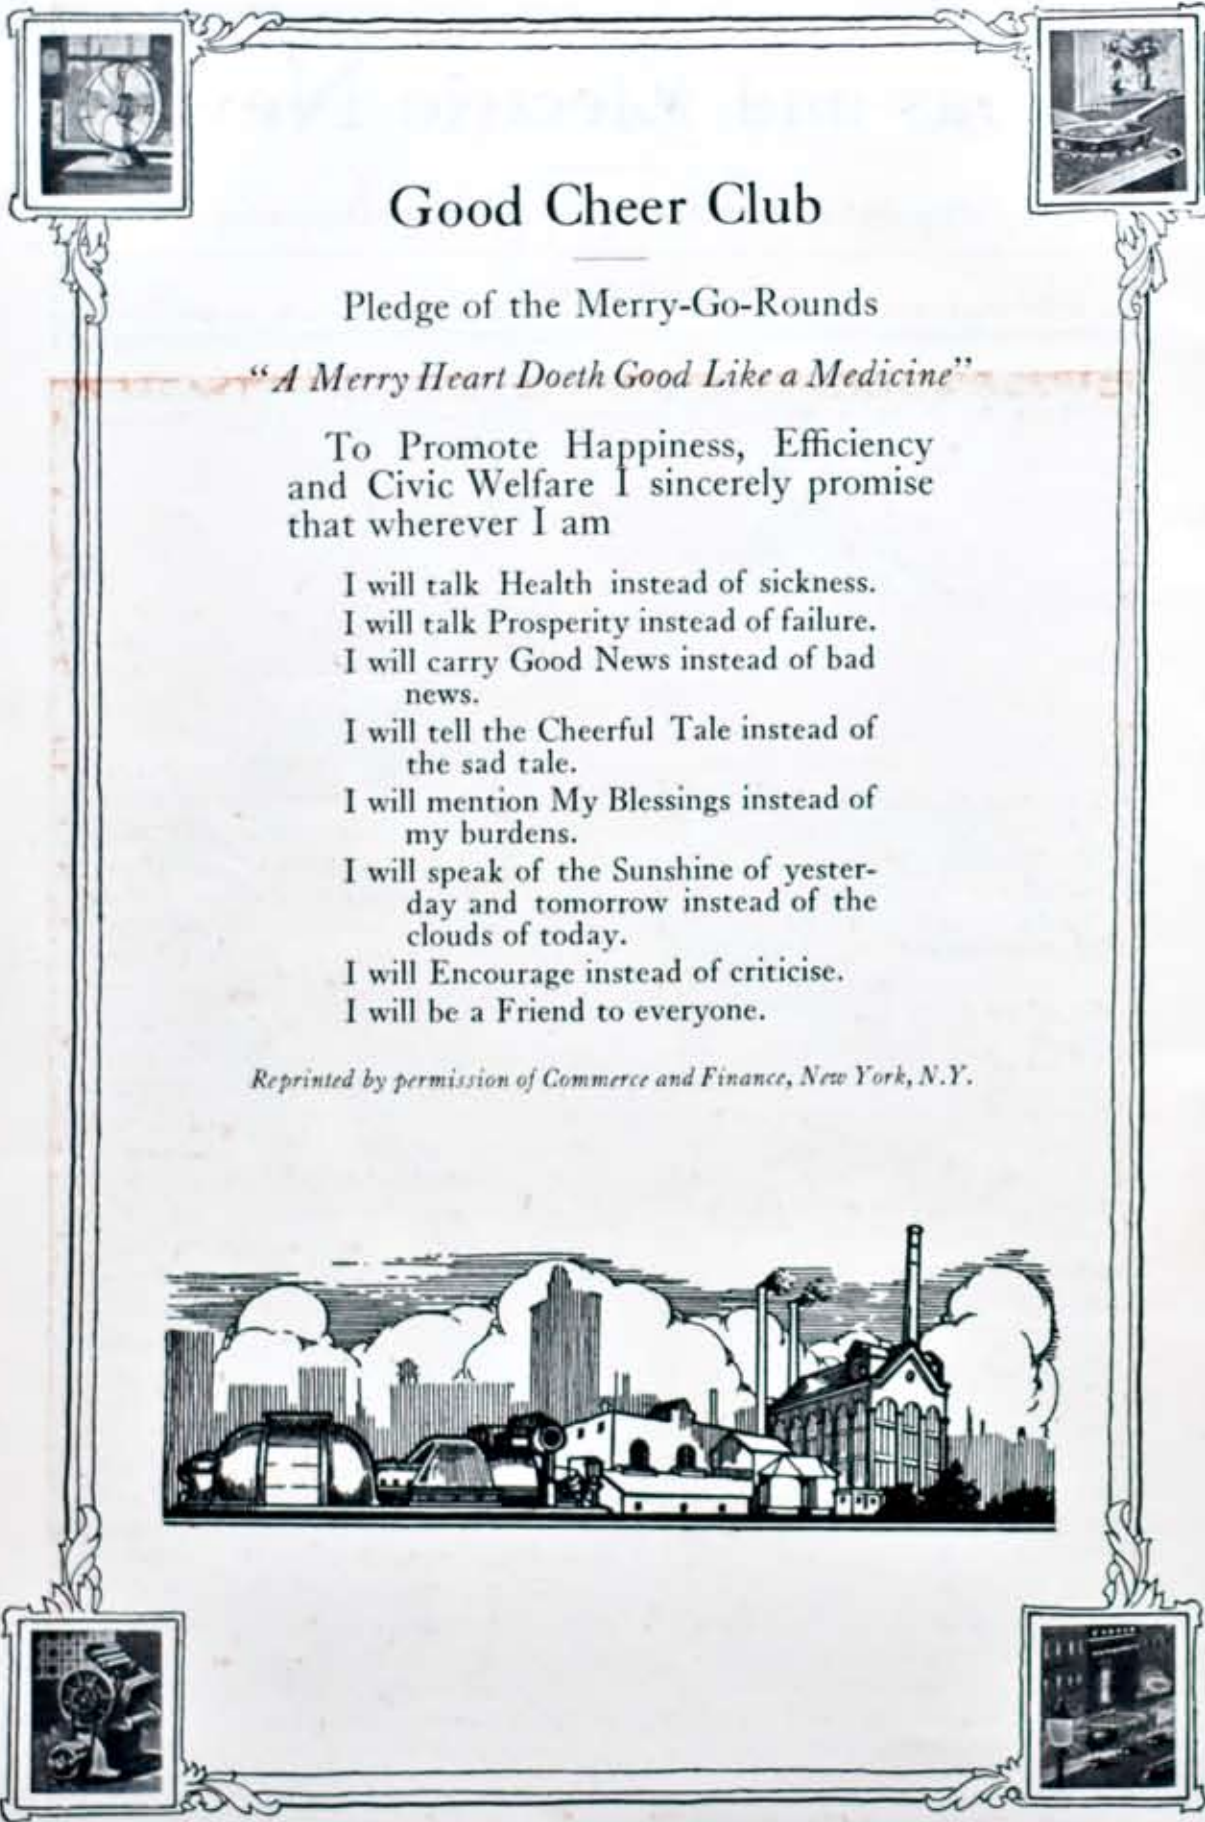 Good Cheer Club
Pledge of the Merry-Go-Rounds
"A Merry Heart Doeth Good Like a Medicine"
To Promote Happiness, Efficiency
and Civic Welfare I sincerely promise
that wherever I am
I will talk Health instead of sickness.
I will talk Prosperity instead of failure.
I will carry Good News instead of bad
news.
I will tell the Cheerful Tale instead of
the sad tale.
I will mention My Blessings instead of
my burdens.
I will speak of the Sunshine of yester-
day and tomorrow instead of the
clouds of today.
I will Encourage instead of criticise.
I will be a Friend to everyone.
Reprinted by permission of Commerce and Finance, New York, N.Y.